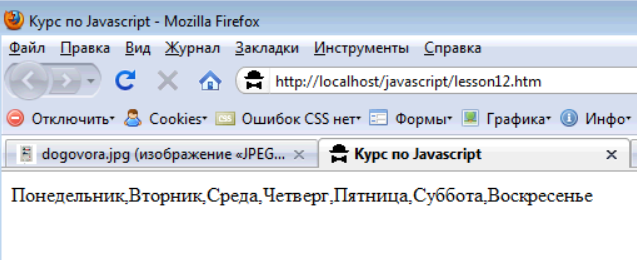 Курс по Javascript - Mozilla Firefox
Файл Правка Вид Журнал Закладки Инструменты Справка
http://localhost/javascript/lesson12.htm
Отключить Cookies CSS Ошибок CSS нет Формы Графика Инфо
dogovora.jpg (изображение «JPEG... Курс по Javascript
Понедельник,Вторник,Среда,Четверг,Пятница,Суббота,Воскресенье